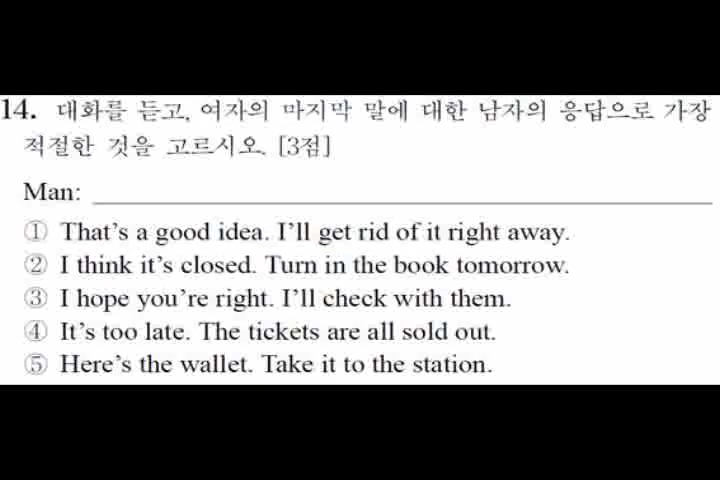 14. 대화를 듣고, 여자의 마지막 말에 대한 남자의 응답으로 가장
적절한 것을 고르시오. [3점]
Man:
① That's a good idea. I'll get rid of it right away.
② I think it's closed. Turn in the book tomorrow.
③ I hope you're right. I'll check with them.
④ It's too late. The tickets are all sold out.
⑤ Here's the wallet. Take it to the station.